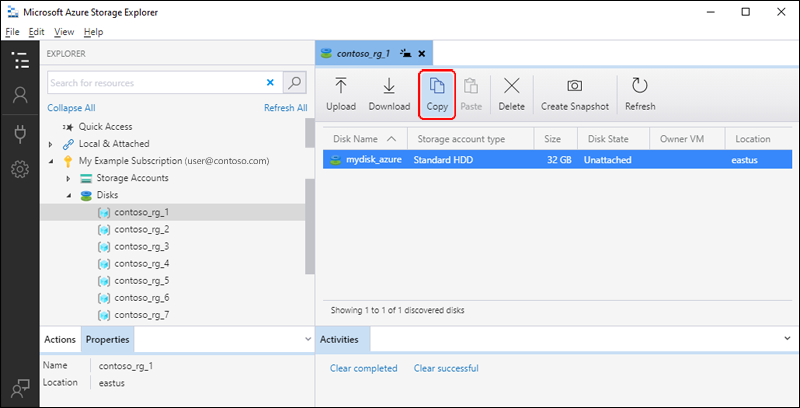 Microsoft Azure Storage Explorer
File Edit View Help
EXPLORER
Search for resources
Collapse All Refresh All
Quick Access
Local & Attached
My Example Subscription (user@contoso.com)
Storage Accounts
Disks
contoso_rg_1
contoso_rg_2
contoso_rg_3
contoso_rg_4
contoso_rg_5
contoso_rg_6
contoso_rg_7
Actions Properties
Name contoso_rg_1
Location eastus
contoso_rg_1
Upload Download Copy Paste Delete Create Snapshot Refresh
Disk Name Storage account type Size Disk State Owner VM Location
mydisk_azure Standard HDD 32 GB Unattached eastus
Showing 1 to 1 of 1 discovered disks
Activities
Clear completed Clear successful